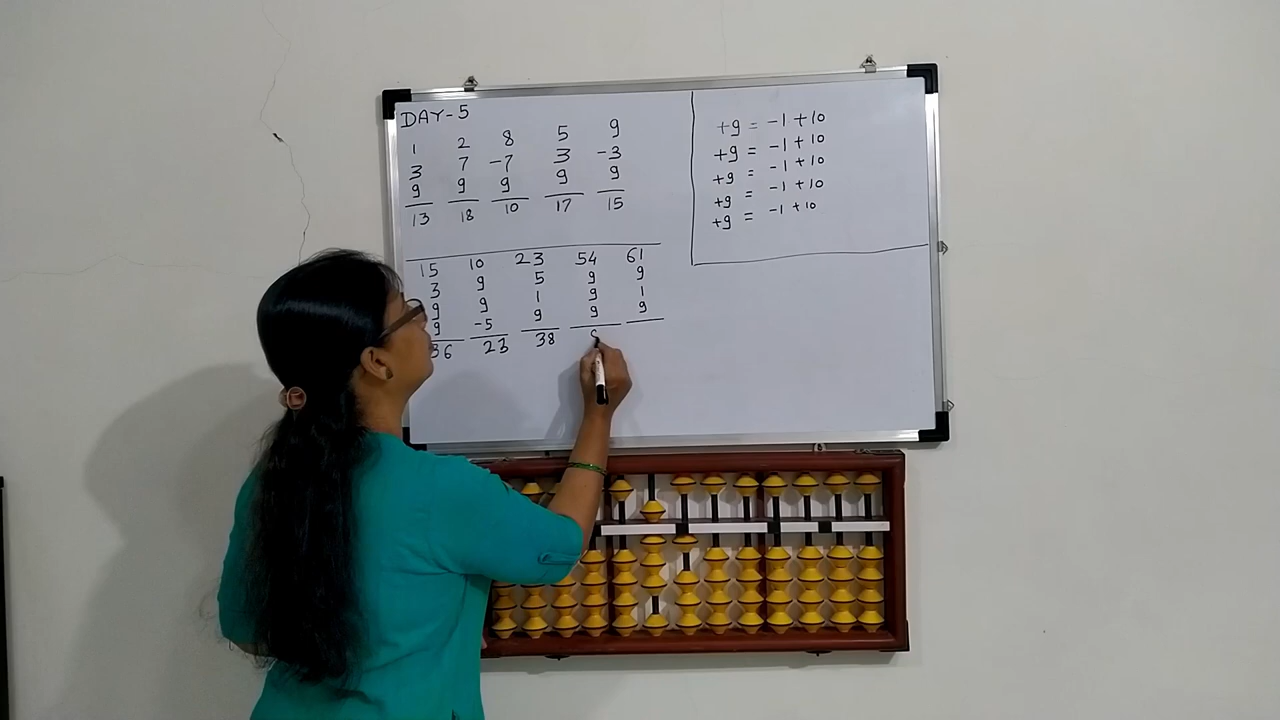 DAY-5
1 2 8 5 9
3 7 -7 3 -3
9 9 9 9 9
13 18 10 17 15
15 10 23 54 61
3 9 5 9 9
9 9 1 9 1
9 -5 9 9 9
36 23 38
+9 = -1 +10
+9 = -1 +10
+9 = -1 +10
+9 = -1 +10
+9 = -1 +10